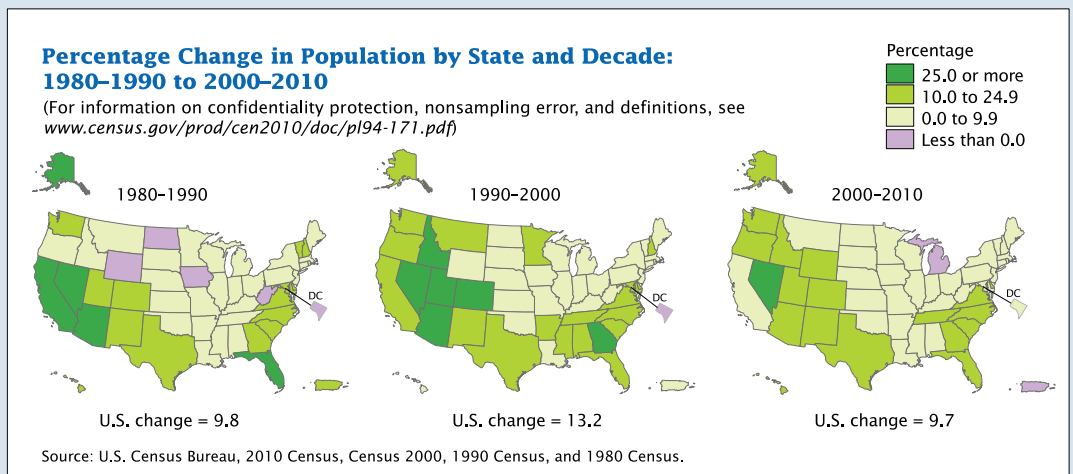 Percentage Change in Population by State and Decade:
1980–1990 to 2000–2010
(For information on confidentiality protection, nonsampling error, and definitions, see
www.census.gov/prod/cen2010/doc/pl94-171.pdf)
Percentage
25.0 or more
10.0 to 24.9
0.0 to 9.9
Less than 0.0
1980–1990
DC
U.S. change = 9.8
1990–2000
DC
U.S. change = 13.2
2000–2010
DC
U.S. change = 9.7
Source: U.S. Census Bureau, 2010 Census, Census 2000, 1990 Census, and 1980 Census.